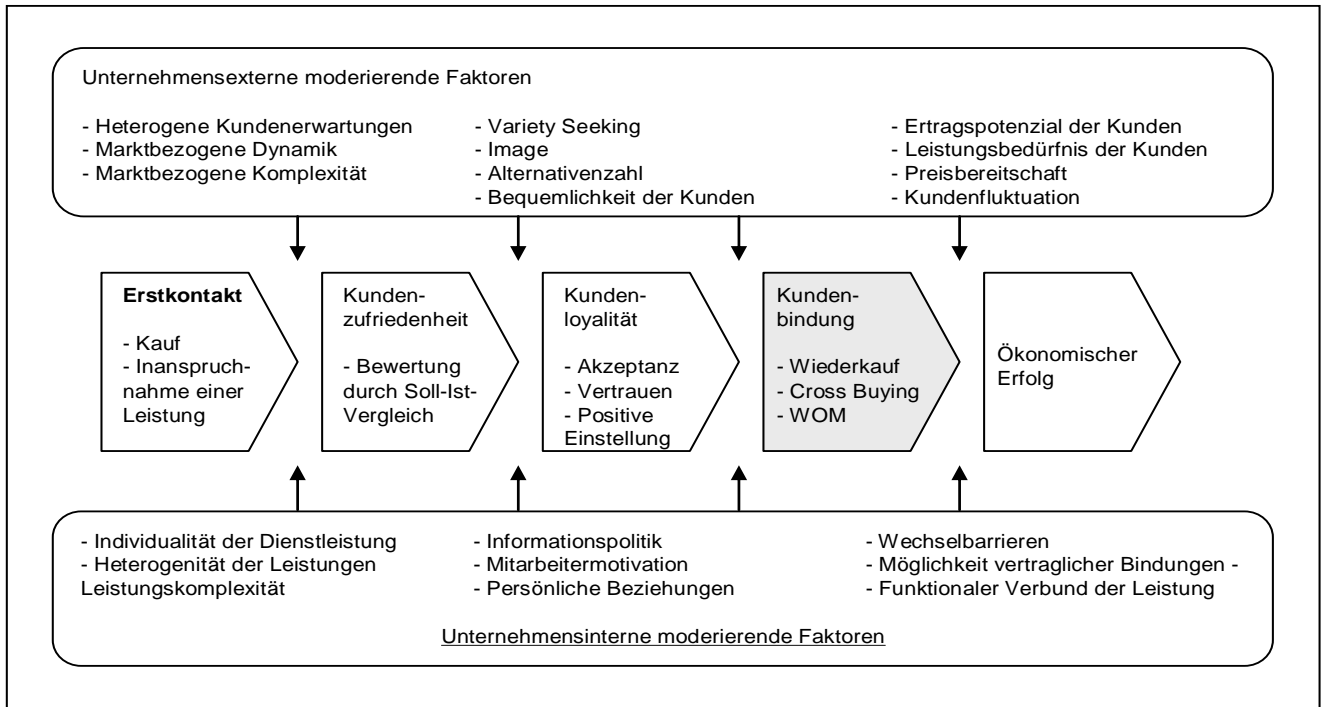 Unternehmensexterne moderierende Faktoren
- Heterogene Kundenerwartungen
- Marktbezogene Dynamik
- Marktbezogene Komplexität
- Variety Seeking
- Image
- Alternativenzahl
- Bequemlichkeit der Kunden
- Ertragspotenzial der Kunden
- Leistungsbedürfnis der Kunden
- Preisbereitschaft
- Kundenfluktuation
Erstkontakt
- Kauf
- Inanspruch-
nahme einer
Leistung
Kunden-
zufriedenheit
- Bewertung
durch Soll-Ist-
Vergleich
Kunden-
loyalität
- Akzeptanz
- Vertrauen
- Positive
Einstellung
Kunden-
bindung
- Wiederkauf
- Cross Buying
- WOM
Ökonomischer
Erfolg
- Individualität der Dienstleistung
- Heterogenität der Leistungen
Leistungskomplexität
- Informationspolitik
- Mitarbeitermotivation
- Persönliche Beziehungen
- Wechselbarrieren
- Möglichkeit vertraglicher Bindungen -
- Funktionaler Verbund der Leistung
Unternehmensinterne moderierende Faktoren